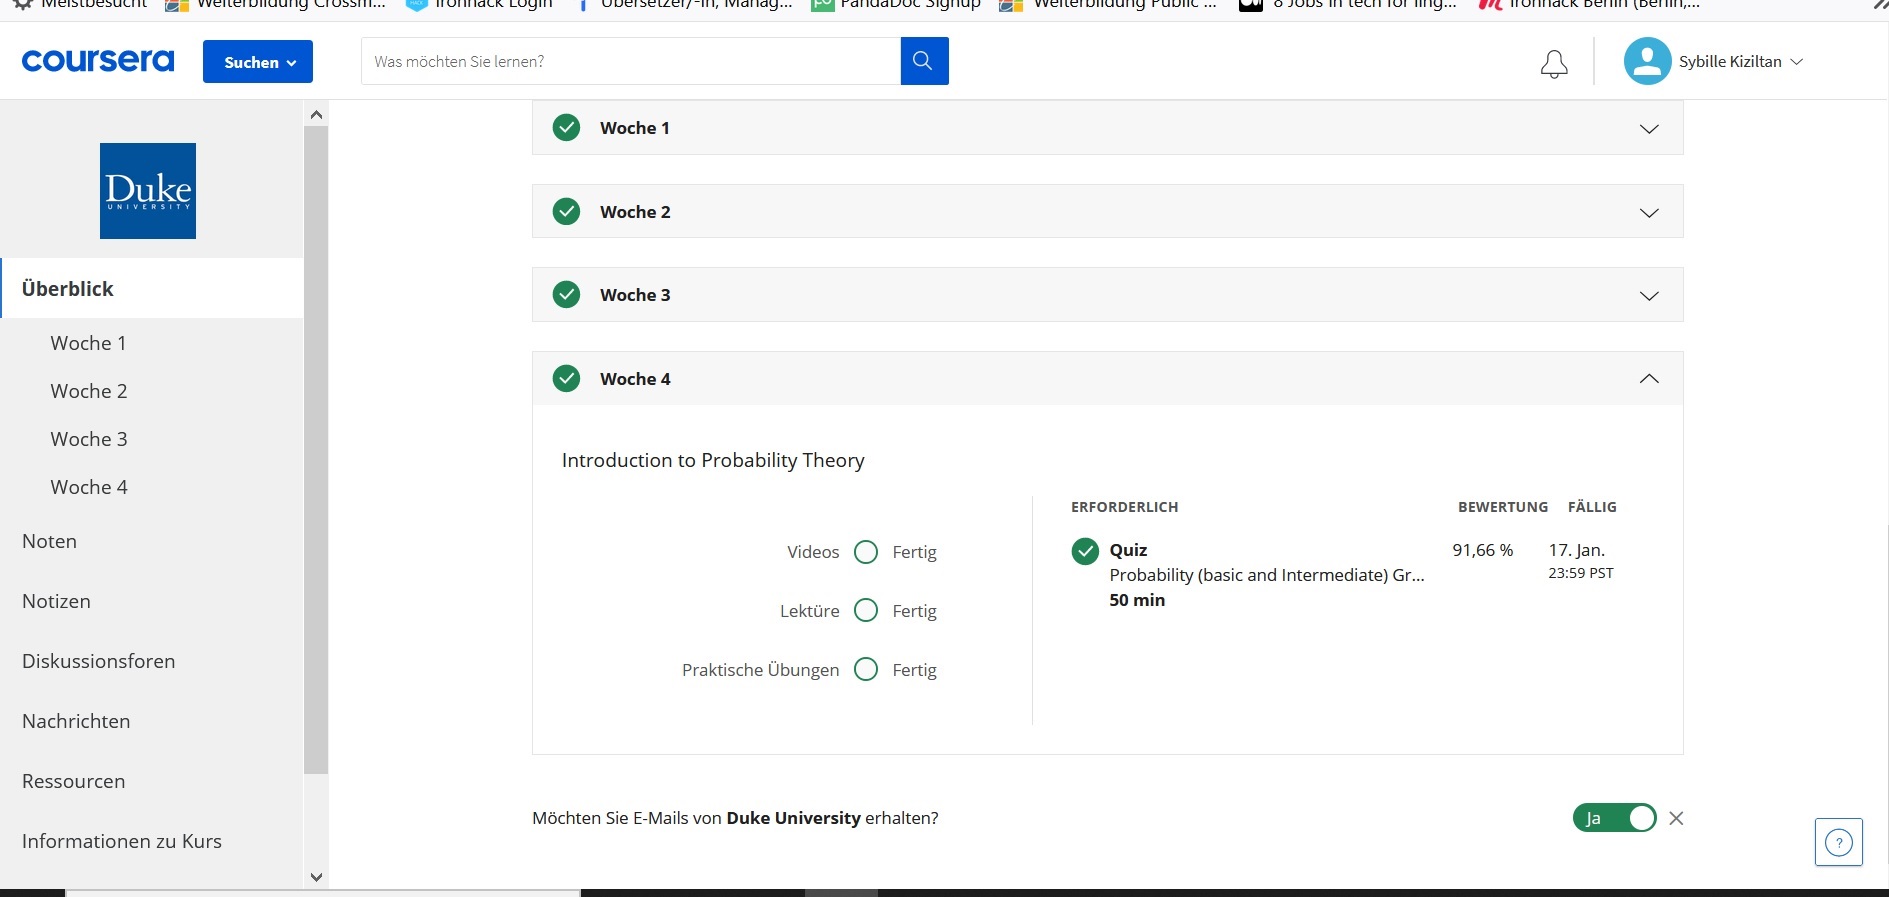 Meistbesucht Weiterbildung Crossm... Ironhack Login Übersetzer/-in, Manag... PandaDoc Signup Weiterbildung Public ... 8 Jobs in tech for ling... Ironhack Berlin (Berlin,...
coursera Suchen Was möchten Sie lernen? Sybille Kiziltan
Duke
UNIVERSITY
Überblick
Woche 1
Woche 2
Woche 3
Woche 4
Noten
Notizen
Diskussionsforen
Nachrichten
Ressourcen
Informationen zu Kurs
Woche 1
Woche 2
Woche 3
Woche 4
Introduction to Probability Theory
Videos Fertig
Lektüre Fertig
Praktische Übungen Fertig
ERFORDERLICH BEWERTUNG FÄLLIG
Quiz 91,66 % 17. Jan.
Probability (basic and Intermediate) Gr... 23:59 PST
50 min
Möchten Sie E-Mails von Duke University erhalten? Ja
?